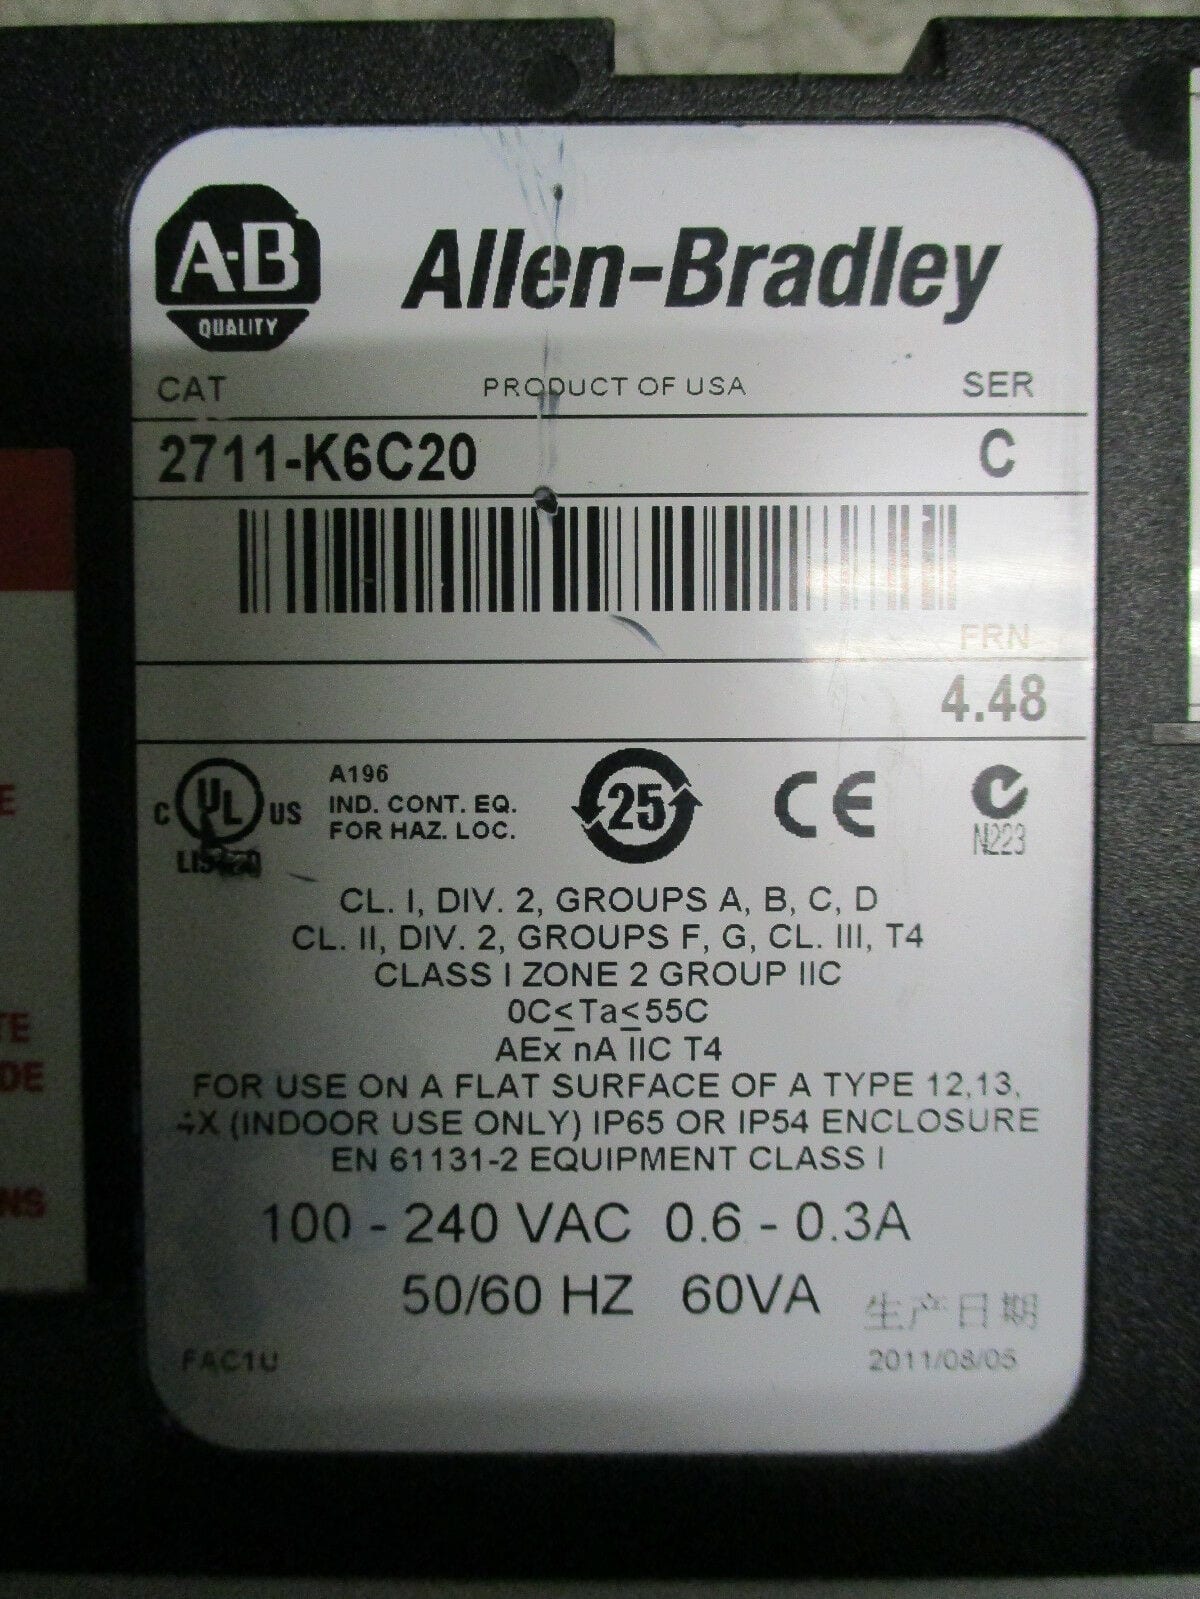 A-B
QUALITY
Allen-Bradley
CAT PRODUCT OF USA SER
2711-K6C20 C
FRN
4.48
C UL US
LISTED
A196
IND. CONT. EQ.
FOR HAZ. LOC.
25
CE
N223
CL. I, DIV. 2, GROUPS A, B, C, D
CL. II, DIV. 2, GROUPS F, G, CL. III, T4
CLASS I ZONE 2 GROUP IIC
0C≤Ta≤55C
AEx nA IIC T4
FOR USE ON A FLAT SURFACE OF A TYPE 12,13,
4X (INDOOR USE ONLY) IP65 OR IP54 ENCLOSURE
EN 61131-2 EQUIPMENT CLASS I
100 - 240 VAC 0.6 - 0.3A
50/60 HZ 60VA
生产日期
FAC1U 2011/08/05